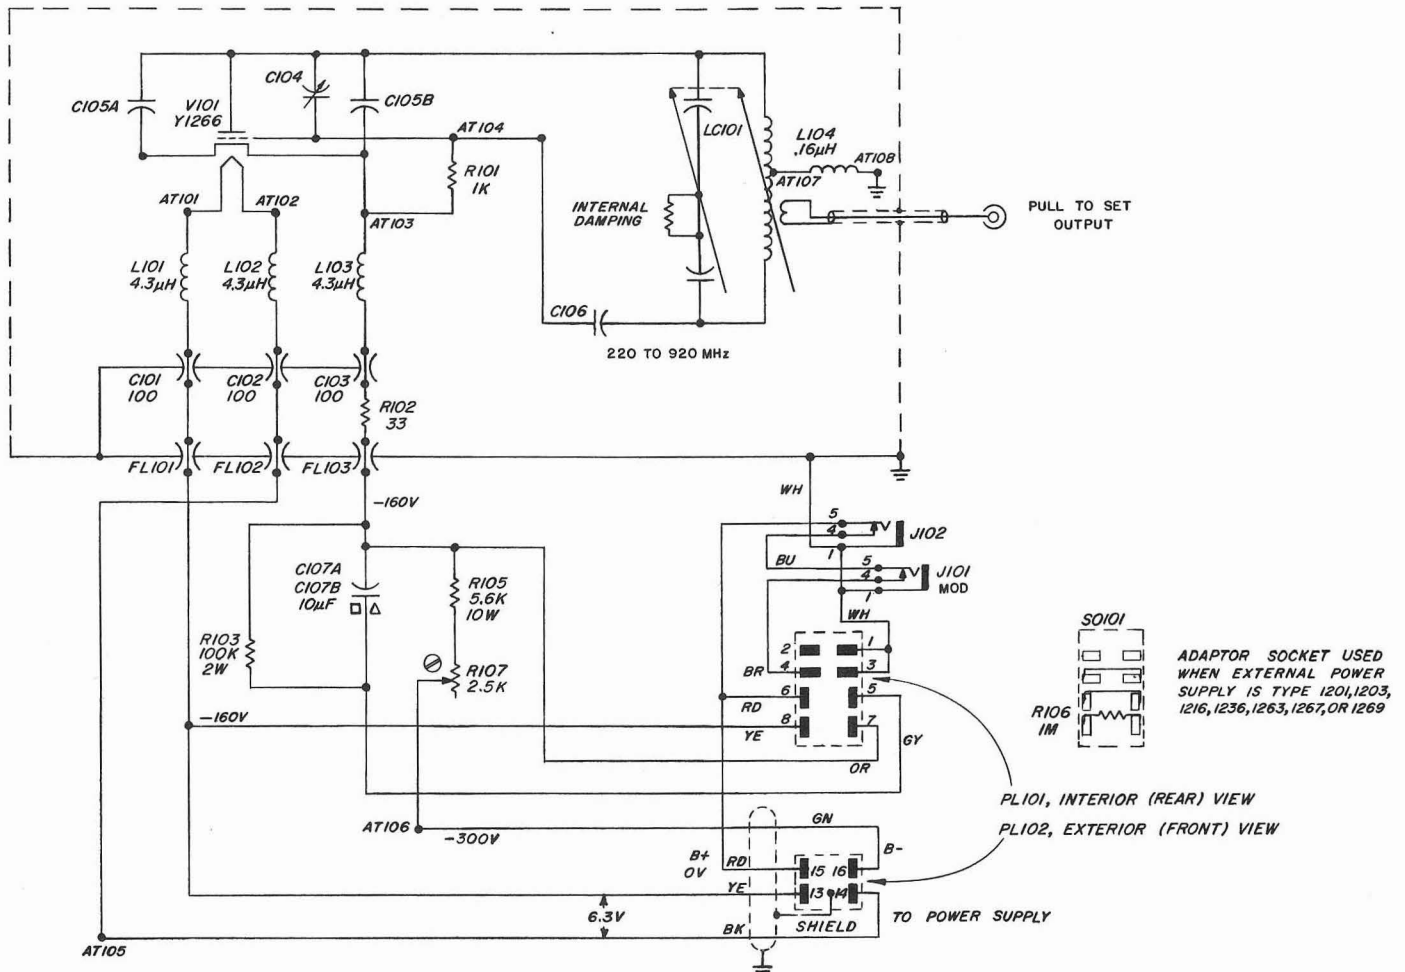 C105A
V101
Y1266
C104
C105B
AT104
R101
1K
AT101
AT102
AT103
LC101
L104
.16μH
AT108
AT107
INTERNAL
DAMPING
PULL TO SET
OUTPUT
L101
4.3μH
L102
4.3μH
L103
4.3μH
C106
220 TO 920 MHz
C101
100
C102
100
C103
100
R102
33
FL101
FL102
FL103
-160V
WH
5
4
1
J102
BU
5
4
1
J101
MOD
WH
C107A
C107B
10μF
R105
5.6K
10W
R103
100K
2W
R107
2.5K
2
1
BR
4
3
6
5
RD
8
7
YE
GY
OR
-160V
SO101
R106
1M
ADAPTOR SOCKET USED
WHEN EXTERNAL POWER
SUPPLY IS TYPE 1201,1203,
1216,1236,1263,1267,OR 1269
PL101, INTERIOR (REAR) VIEW
PL102, EXTERIOR (FRONT) VIEW
AT106
-300V
GN
B+
0V
RD
15 16
B-
YE
13 14
6.3V
BK
SHIELD
TO POWER SUPPLY
AT105